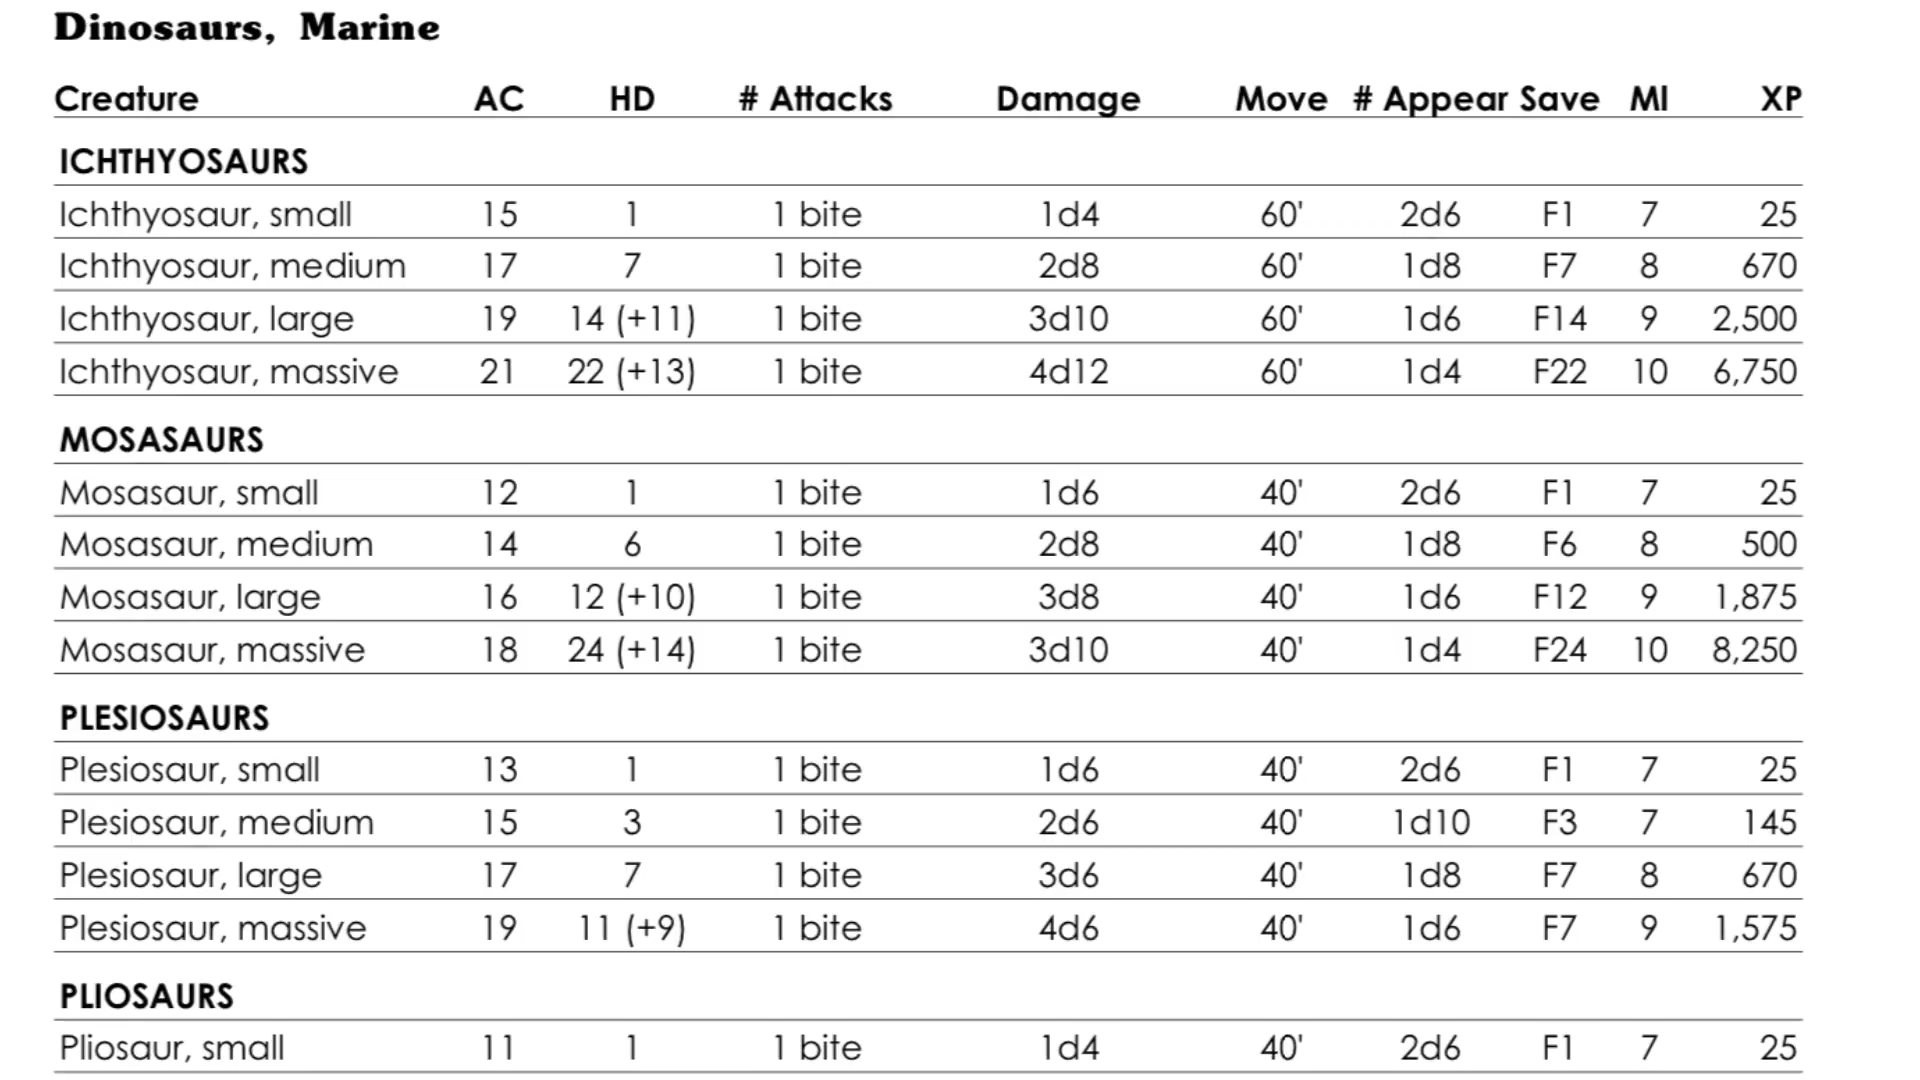 Dinosaurs, Marine
Creature AC HD # Attacks Damage Move # Appear Save Ml XP
ICHTHYOSAURS
Ichthyosaur, small 15 1 1 bite 1d4 60' 2d6 F1 7 25
Ichthyosaur, medium 17 7 1 bite 2d8 60' 1d8 F7 8 670
Ichthyosaur, large 19 14 (+11) 1 bite 3d10 60' 1d6 F14 9 2,500
Ichthyosaur, massive 21 22 (+13) 1 bite 4d12 60' 1d4 F22 10 6,750
MOSASAURS
Mosasaur, small 12 1 1 bite 1d6 40' 2d6 F1 7 25
Mosasaur, medium 14 6 1 bite 2d8 40' 1d8 F6 8 500
Mosasaur, large 16 12 (+10) 1 bite 3d8 40' 1d6 F12 9 1,875
Mosasaur, massive 18 24 (+14) 1 bite 3d10 40' 1d4 F24 10 8,250
PLESIOSAURS
Plesiosaur, small 13 1 1 bite 1d6 40' 2d6 F1 7 25
Plesiosaur, medium 15 3 1 bite 2d6 40' 1d10 F3 7 145
Plesiosaur, large 17 7 1 bite 3d6 40' 1d8 F7 8 670
Plesiosaur, massive 19 11 (+9) 1 bite 4d6 40' 1d6 F7 9 1,575
PLIOSAURS
Pliosaur, small 11 1 1 bite 1d4 40' 2d6 F1 7 25